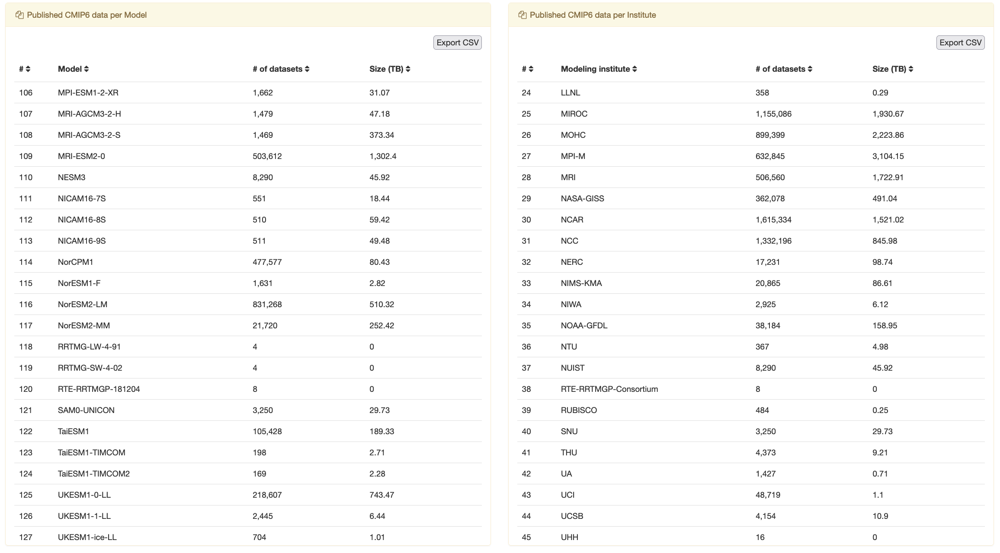 Published CMIP6 data per Model
Export CSV
# Model # of datasets Size (TB)
106 MPI-ESM1-2-XR 1,662 31.07
107 MRI-AGCM3-2-H 1,479 47.18
108 MRI-AGCM3-2-S 1,469 373.34
109 MRI-ESM2-0 503,612 1,302.4
110 NESM3 8,290 45.92
111 NICAM16-7S 551 18.44
112 NICAM16-8S 510 59.42
113 NICAM16-9S 511 49.48
114 NorCPM1 477,577 80.43
115 NorESM1-F 1,631 2.82
116 NorESM2-LM 831,268 510.32
117 NorESM2-MM 21,720 252.42
118 RRTMG-LW-4-91 4 0
119 RRTMG-SW-4-02 4 0
120 RTE-RRTMGP-181204 8 0
121 SAM0-UNICON 3,250 29.73
122 TaiESM1 105,428 189.33
123 TaiESM1-TIMCOM 198 2.71
124 TaiESM1-TIMCOM2 169 2.28
125 UKESM1-0-LL 218,607 743.47
126 UKESM1-1-LL 2,445 6.44
127 UKESM1-ice-LL 704 1.01
Published CMIP6 data per Institute
Export CSV
# Modeling institute # of datasets Size (TB)
24 LLNL 358 0.29
25 MIROC 1,155,086 1,930.67
26 MOHC 899,399 2,223.86
27 MPI-M 632,845 3,104.15
28 MRI 506,560 1,722.91
29 NASA-GISS 362,078 491.04
30 NCAR 1,615,334 1,521.02
31 NCC 1,332,196 845.98
32 NERC 17,231 98.74
33 NIMS-KMA 20,865 86.61
34 NIWA 2,925 6.12
35 NOAA-GFDL 38,184 158.95
36 NTU 367 4.98
37 NUIST 8,290 45.92
38 RTE-RRTMGP-Consortium 8 0
39 RUBISCO 484 0.25
40 SNU 3,250 29.73
41 THU 4,373 9.21
42 UA 1,427 0.71
43 UCI 48,719 1.1
44 UCSB 4,154 10.9
45 UHH 16 0